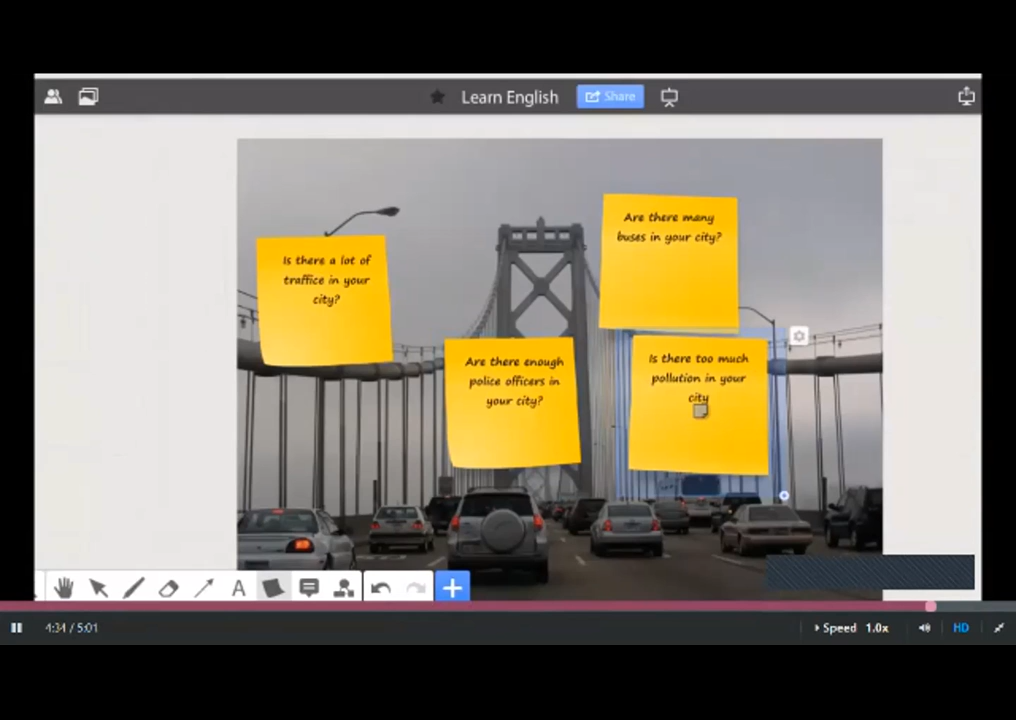 Learn English
Share
Are there many
buses in your city?
Is there a lot of
traffice in your
city?
Are there enough
police officers in
your city?
Is there too much
pollution in your
city
A
4:34 / 5:01
Speed 1.0x
HD